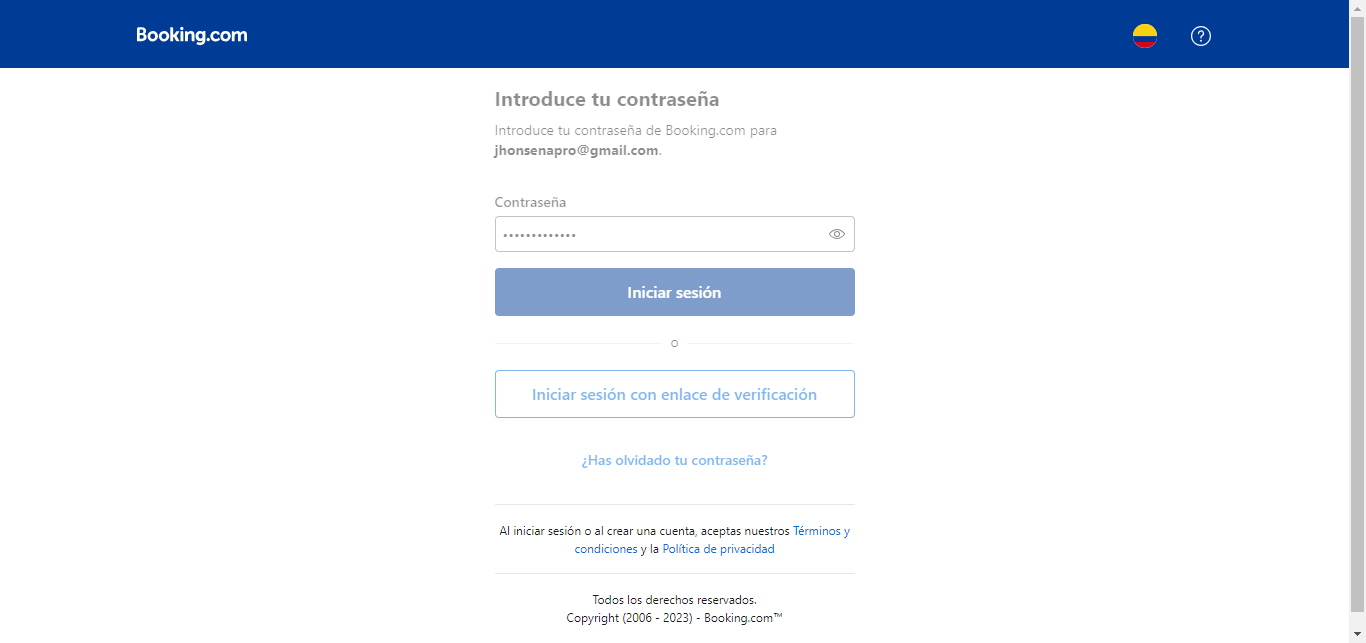 Booking.com
Introduce tu contraseña
Introduce tu contraseña de Booking.com para
jhonsenapro@gmail.com.
Contraseña
•••••••••••••
Iniciar sesión
o
Iniciar sesión con enlace de verificación
¿Has olvidado tu contraseña?
Al iniciar sesión o al crear una cuenta, aceptas nuestros Términos y
condiciones y la Política de privacidad
Todos los derechos reservados.
Copyright (2006 - 2023) - Booking.com™